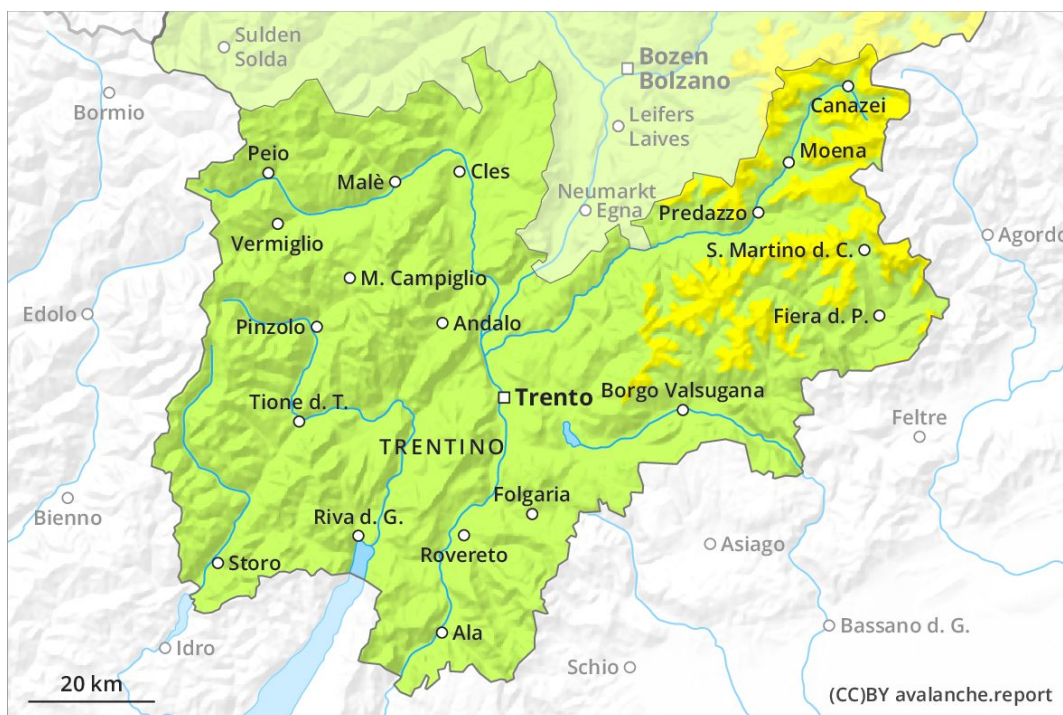 Sulden
Solda
Bozen
Bolzano
Bormio
Canazei
Leifers
Laives
Peio
Moena
Malè
Cles
Neumarkt
Egna
Predazzo
Vermiglio
S. Martino d. C.
Agordo
M. Campiglio
Edolo
Pinzolo
Andalo
Fiera d. P.
Trento
Borgo Valsugana
Tione d. T.
Feltre
TRENTINO
Bienno
Folgaria
Riva d. G.
Asiago
Storo
Rovereto
Ala
Bassano d. G.
Idro
Schio
20 km
(CC)BY avalanche.report